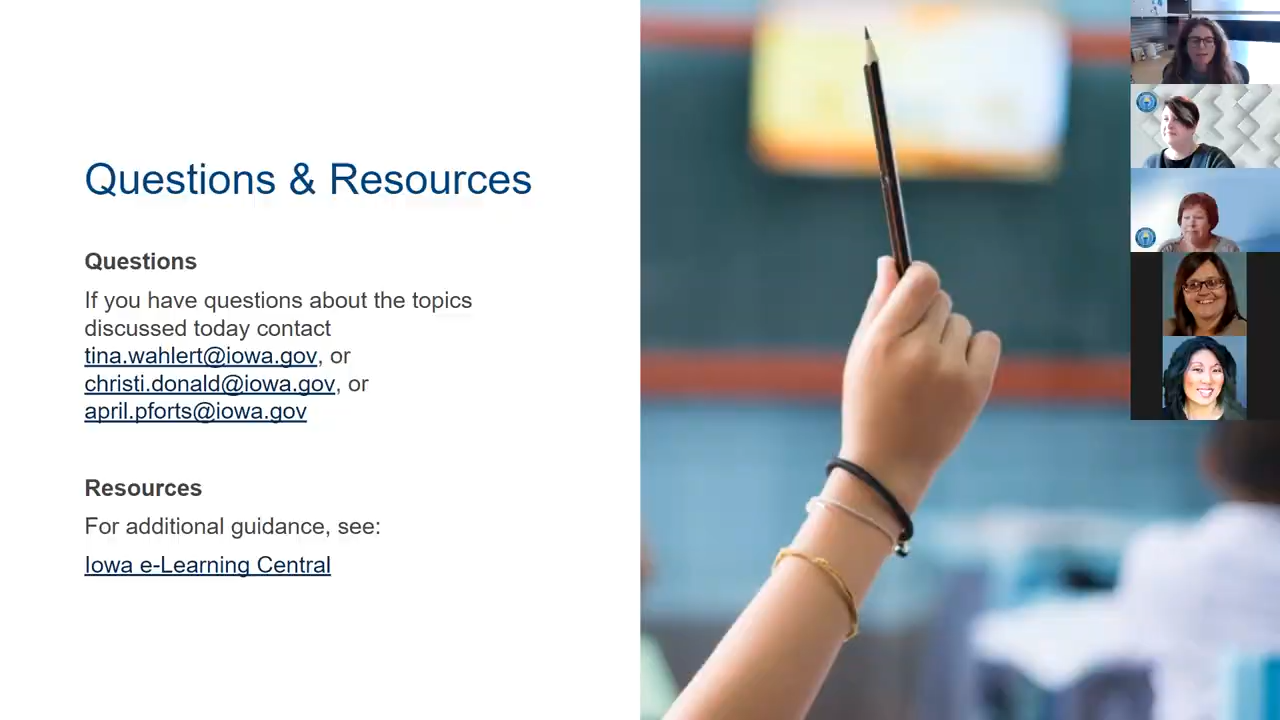 Questions & Resources
Questions
If you have questions about the topics
discussed today contact
tina.wahlert@iowa.gov, or
christi.donald@iowa.gov, or
april.pforts@iowa.gov
Resources
For additional guidance, see:
Iowa e-Learning Central